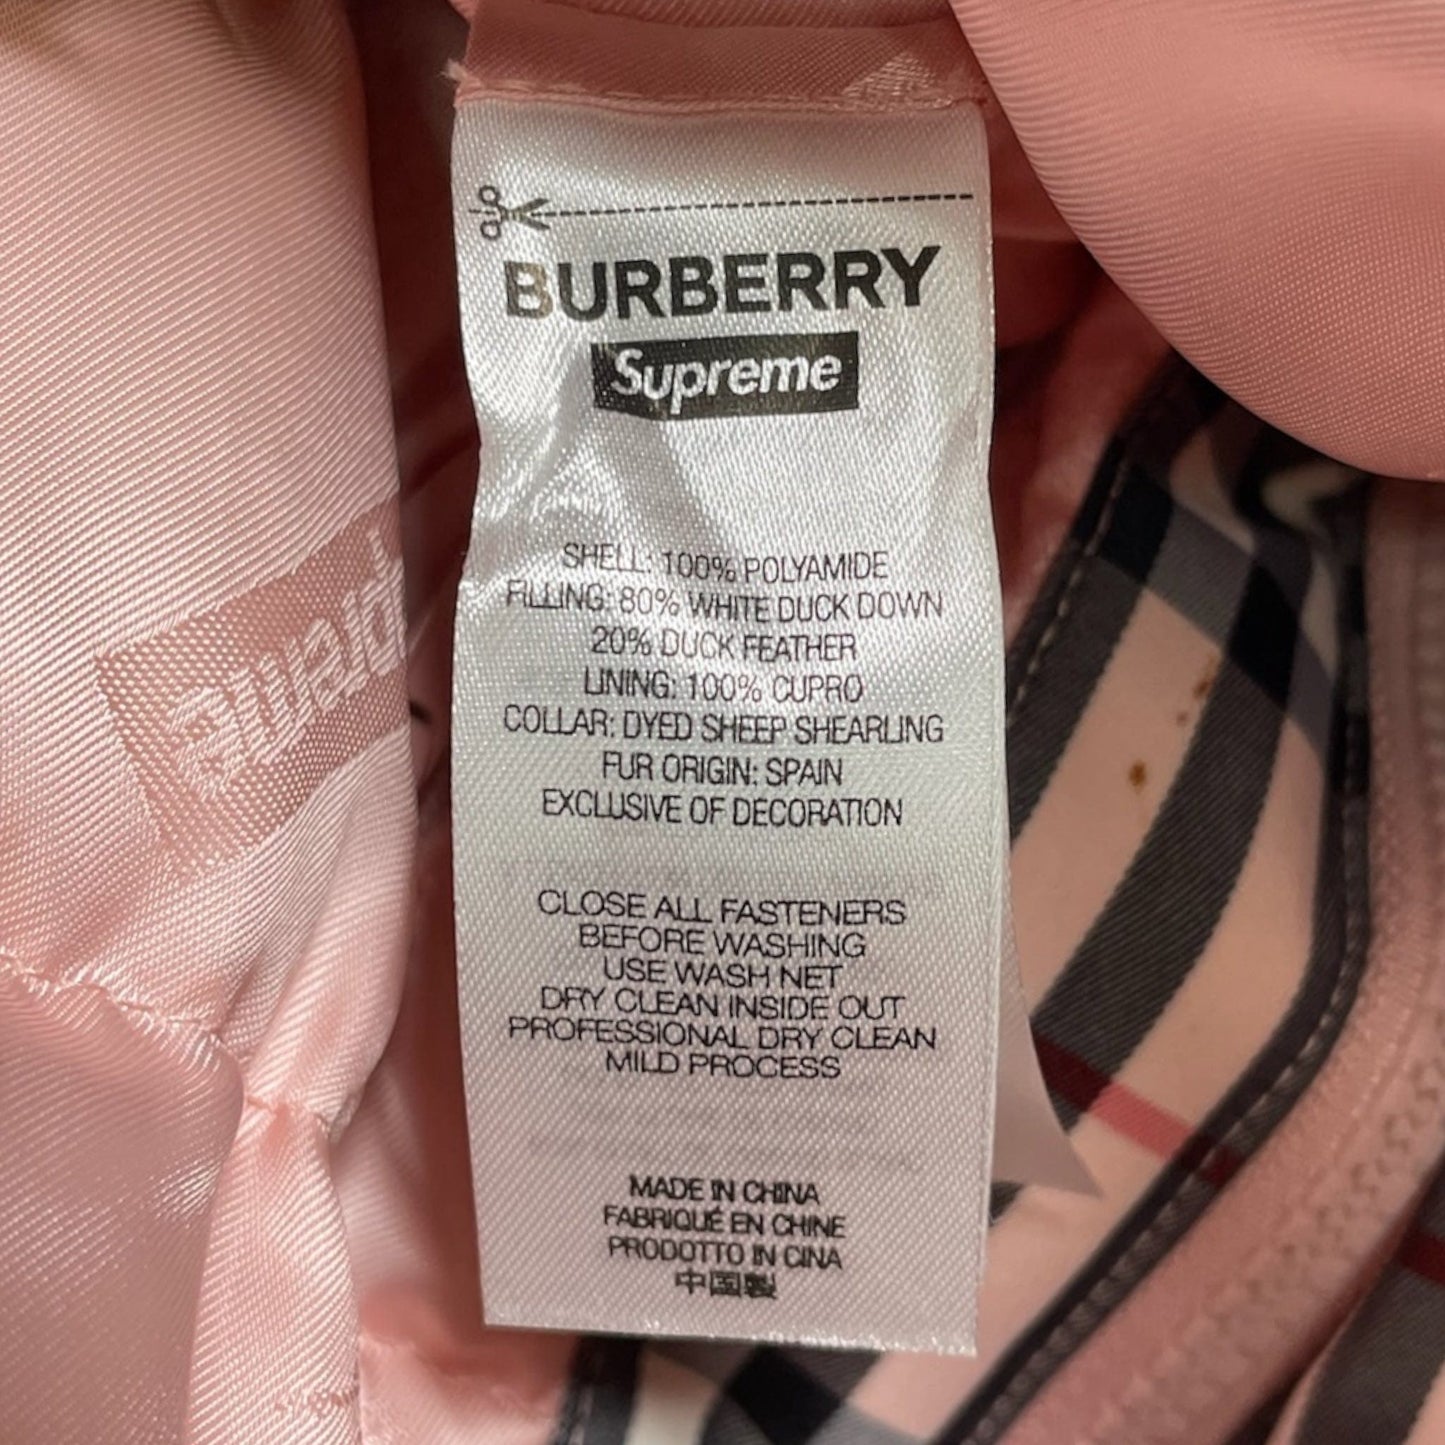 BURBERRY
Supreme
SHELL: 100% POLYAMIDE
FILLING: 80% WHITE DUCK DOWN
20% DUCK FEATHER
LINING: 100% CUPRO
COLLAR: DYED SHEEP SHEARLING
FUR ORIGIN: SPAIN
EXCLUSIVE OF DECORATION
CLOSE ALL FASTENERS
BEFORE WASHING
USE WASH NET
DRY CLEAN INSIDE OUT
PROFESSIONAL DRY CLEAN
MILD PROCESS
MADE IN CHINA
FABRIQUÉ EN CHINE
PRODOTTO IN CINA
中国製